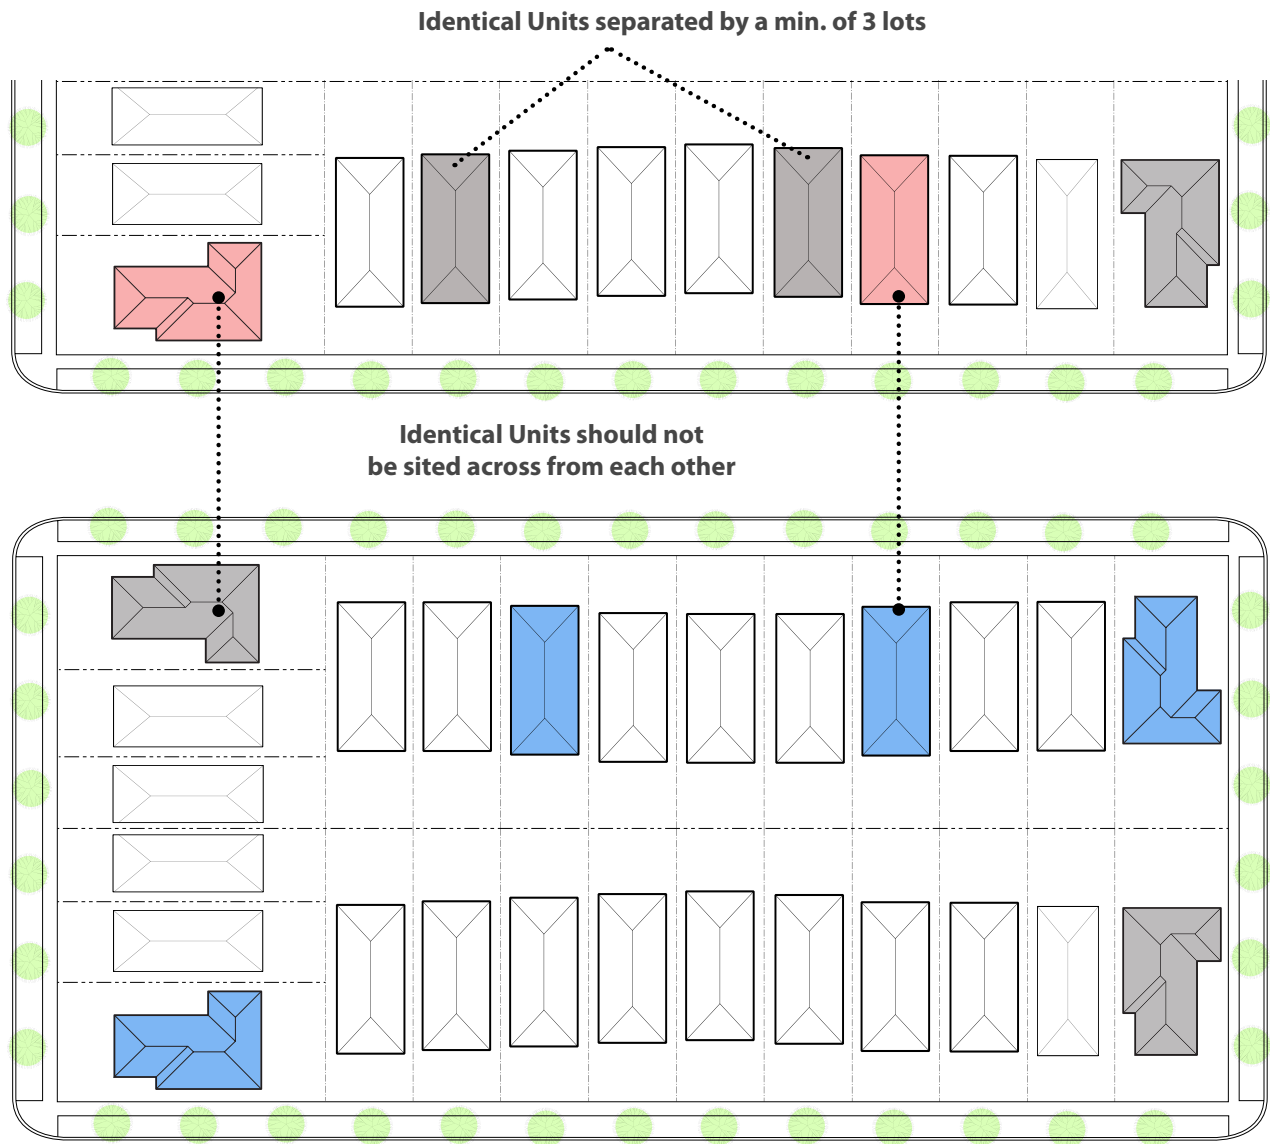 Identical Units separated by a min. of 3 lots
Identical Units should not
be sited across from each other